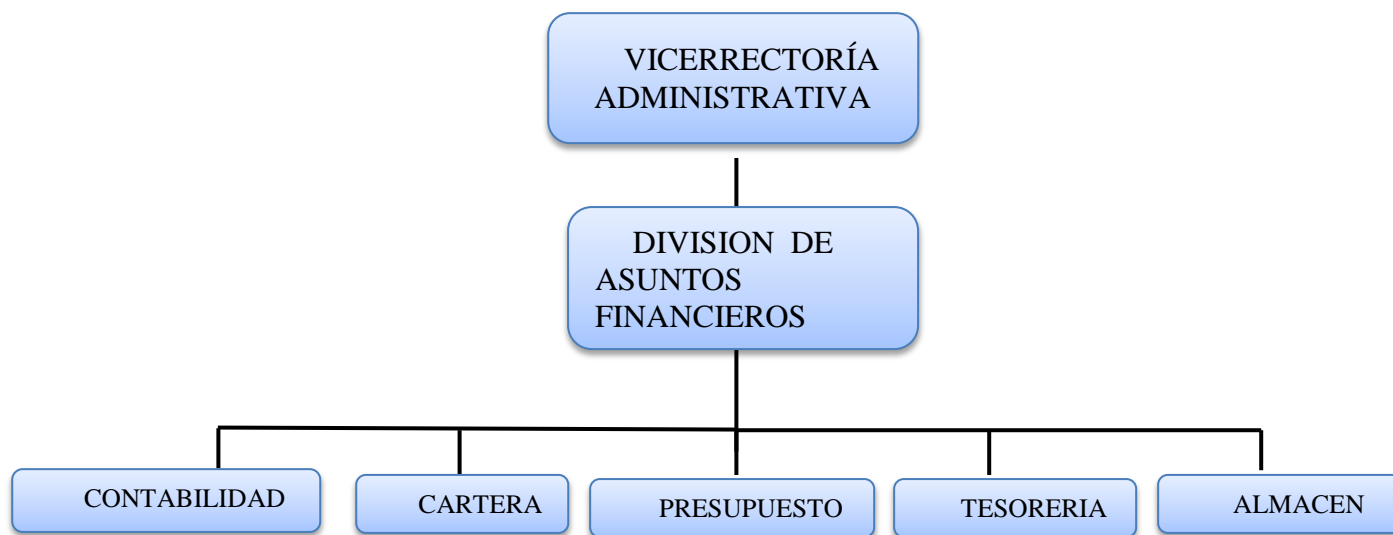 VICERRECTORÍA
ADMINISTRATIVA
DIVISION DE
ASUNTOS
FINANCIEROS
CONTABILIDAD
CARTERA
PRESUPUESTO
TESORERIA
ALMACEN